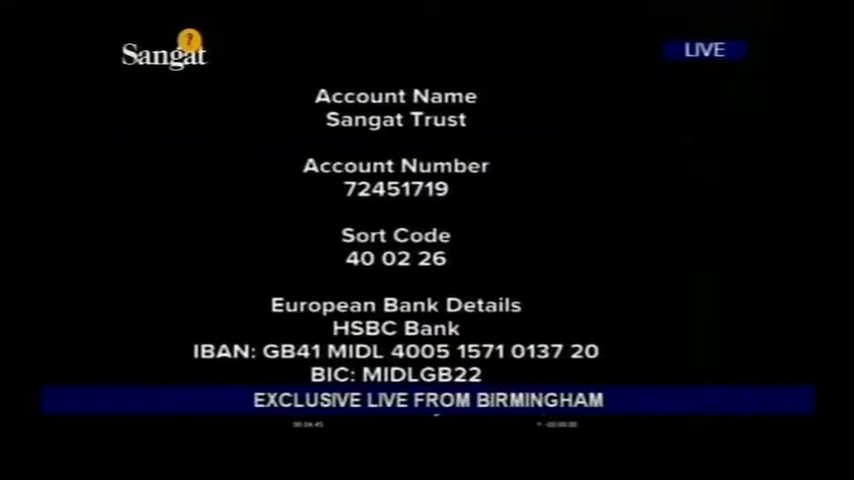 ?
Sangat
LIVE
Account Name
Sangat Trust
Account Number
72451719
Sort Code
40 02 26
European Bank Details
HSBC Bank
IBAN: GB41 MIDL 4005 1571 0137 20
BIC: MIDLGB22
EXCLUSIVE LIVE FROM BIRMINGHAM